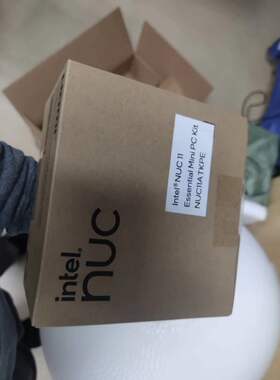 intel.
nuc
Intel® NUC 11
Essential Mini PC Kit
NUC11ATKPE